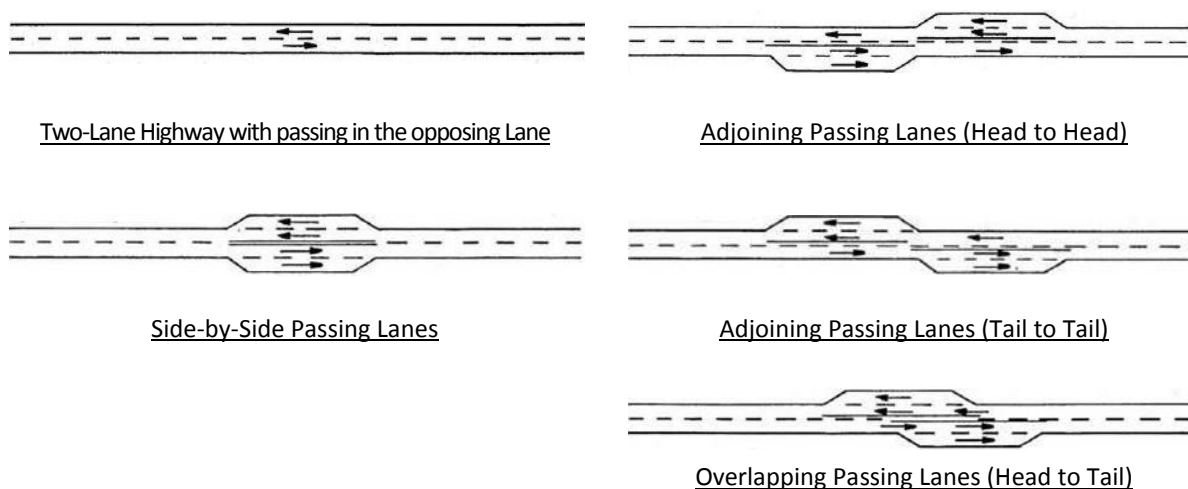 Two-Lane Highway with passing in the opposing Lane
Adjoining Passing Lanes (Head to Head)
Side-by-Side Passing Lanes
Adjoining Passing Lanes (Tail to Tail)
Overlapping Passing Lanes (Head to Tail)